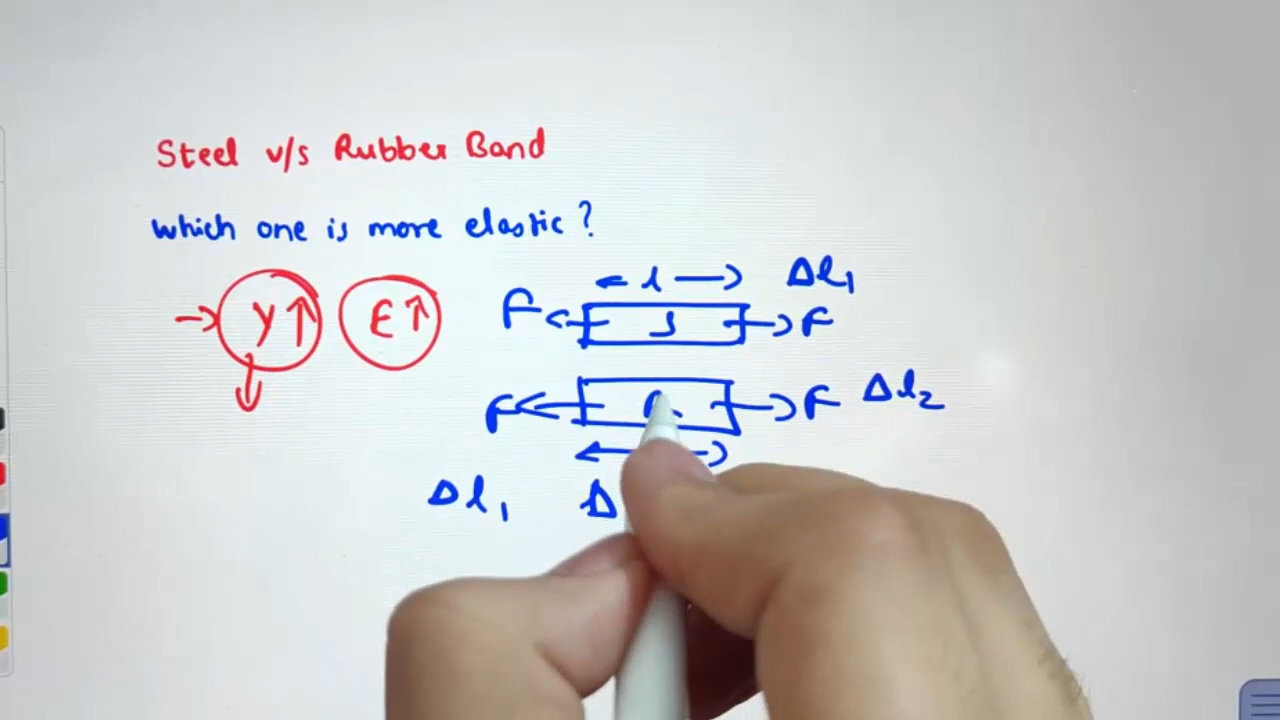 Steel v/s Rubber Band
Which one is more elastic?
→ Y↑ E↑
← l → Δl₁
F ← s → F
F ← → F Δl₂
Δl₁ Δ